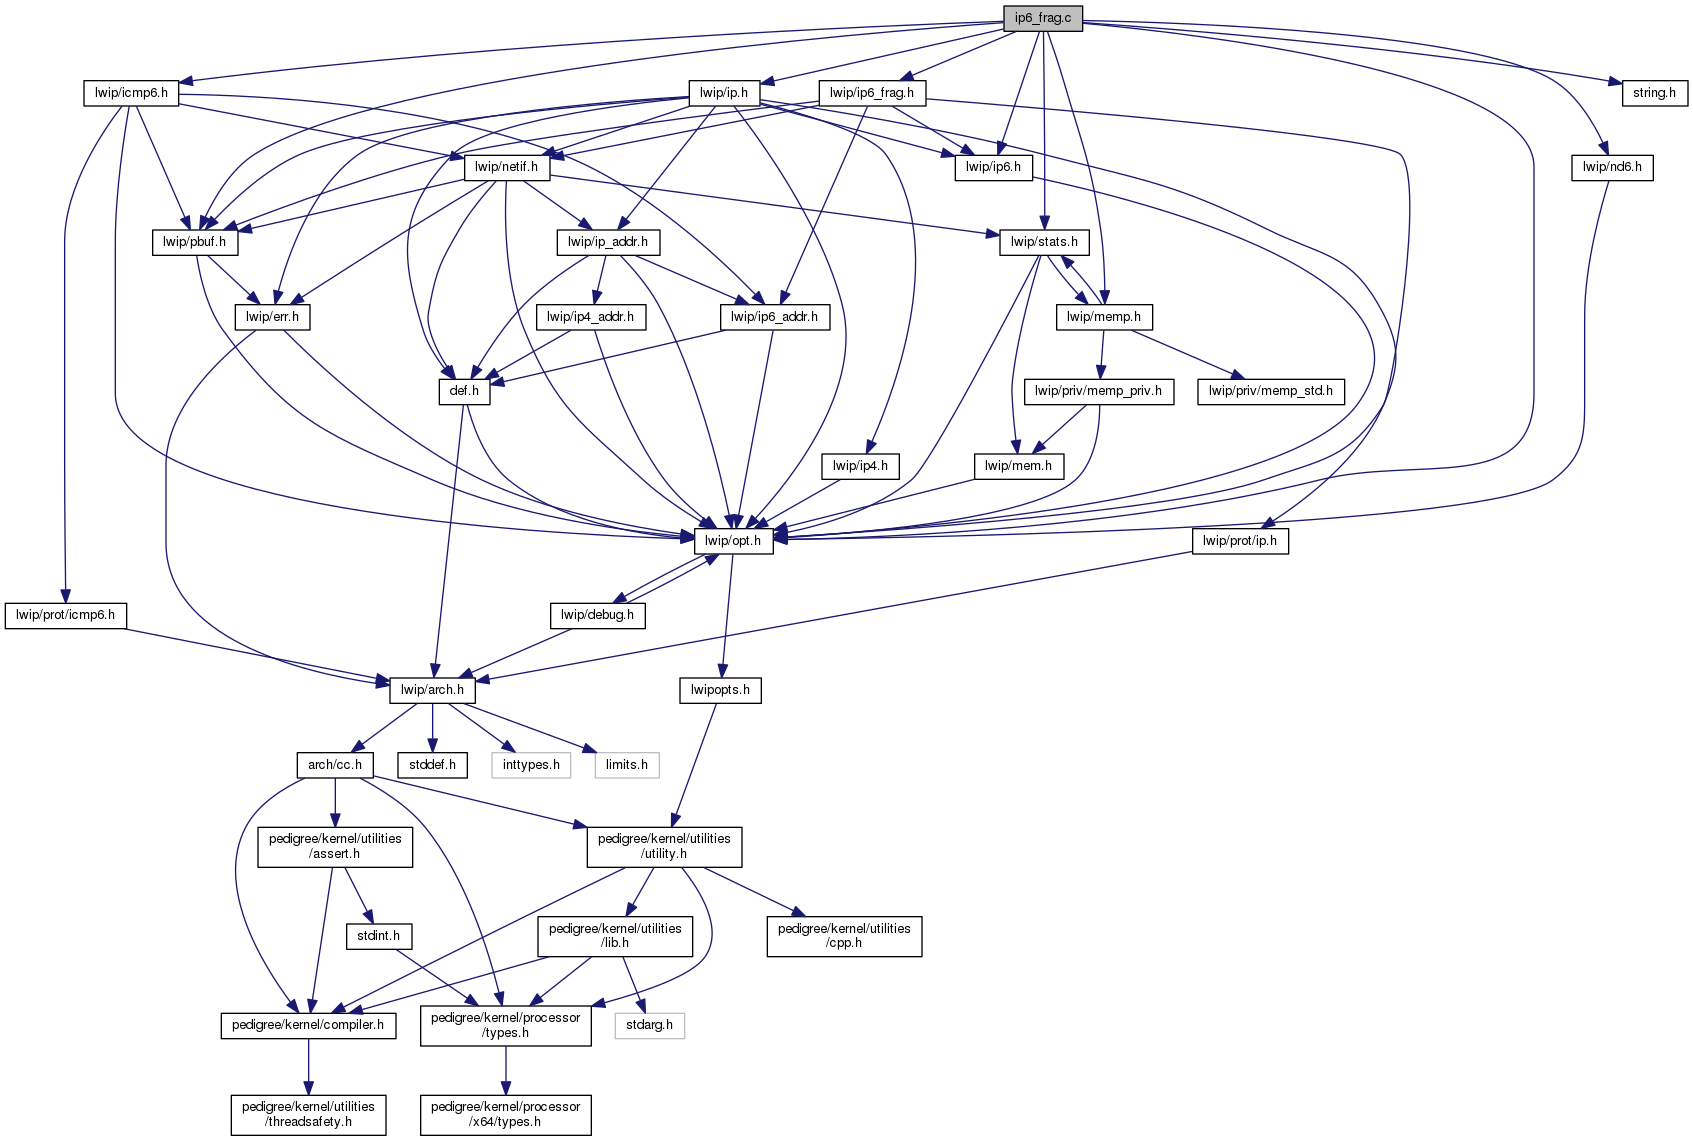 ip6_frag.c
lwip/icmp6.h
lwip/ip.h
lwip/ip6_frag.h
string.h
lwip/netif.h
lwip/ip6.h
lwip/nd6.h
lwip/pbuf.h
lwip/ip_addr.h
lwip/stats.h
lwip/err.h
lwip/ip4_addr.h
lwip/ip6_addr.h
lwip/memp.h
def.h
lwip/priv/memp_priv.h
lwip/priv/memp_std.h
lwip/ip4.h
lwip/mem.h
lwip/opt.h
lwip/prot/ip.h
lwip/prot/icmp6.h
lwip/debug.h
lwip/arch.h
lwipopts.h
arch/cc.h
stddef.h
inttypes.h
limits.h
pedigree/kernel/utilities
/assert.h
pedigree/kernel/utilities
/utility.h
stdint.h
pedigree/kernel/utilities
/lib.h
pedigree/kernel/utilities
/cpp.h
pedigree/kernel/compiler.h
pedigree/kernel/processor
/types.h
stdarg.h
pedigree/kernel/utilities
/threadsafety.h
pedigree/kernel/processor
/x64/types.h